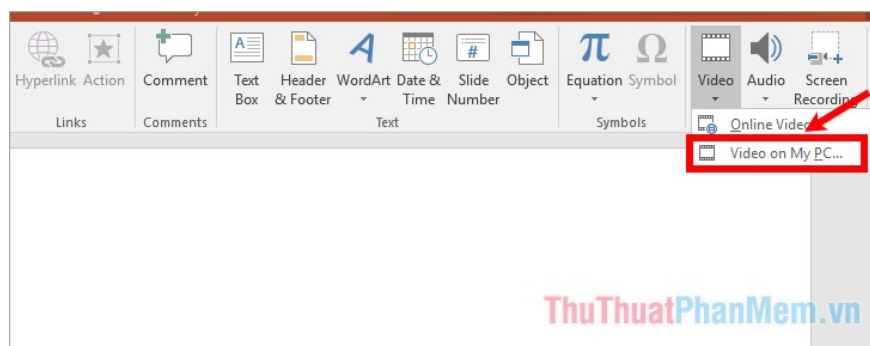 Hyperlink Action Comment Text Header WordArt Date & Slide Object Equation Symbol Video Audio Screen
Box & Footer Time Number Recording
Links Comments Text Symbols
Online Video
Video on My PC...
ThuThuatPhanMem.vn